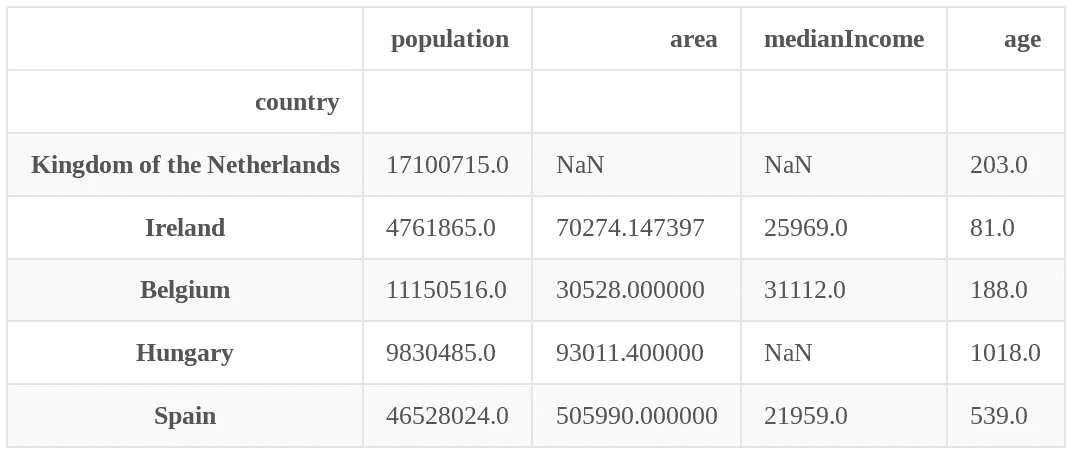 population area medianIncome age
country
Kingdom of the Netherlands 17100715.0 NaN NaN 203.0
Ireland 4761865.0 70274.147397 25969.0 81.0
Belgium 11150516.0 30528.000000 31112.0 188.0
Hungary 9830485.0 93011.400000 NaN 1018.0
Spain 46528024.0 505990.000000 21959.0 539.0